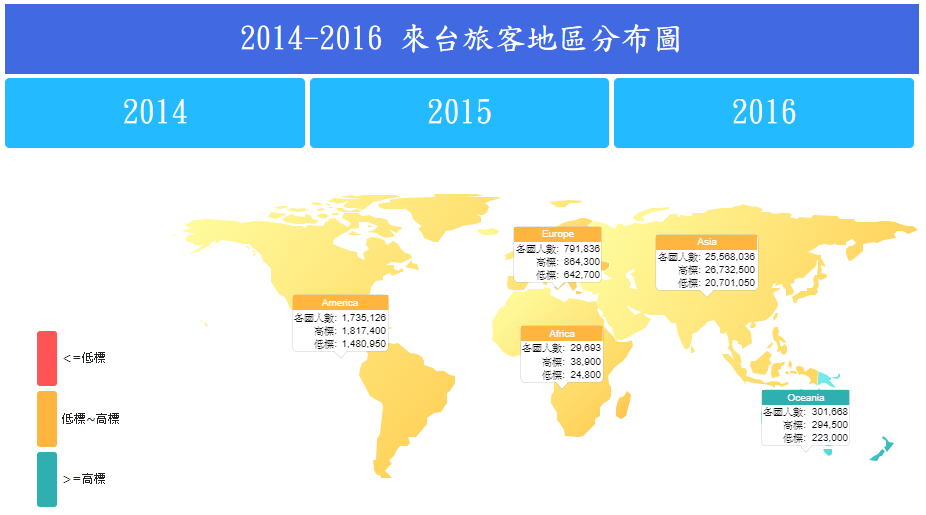 2014-2016 來台旅客地區分布圖
2014
2015
2016
Europe
各國人數: 791,836
高標: 864,300
低標: 642,700
Asia
各國人數: 25,568,036
高標: 26,732,500
低標: 20,701,050
America
各國人數: 1,735,126
高標: 1,817,400
低標: 1,480,950
Africa
各國人數: 29,693
高標: 38,900
低標: 24,800
Oceania
各國人數: 301,668
高標: 294,500
低標: 223,000
<=低標
低標~高標
>=高標